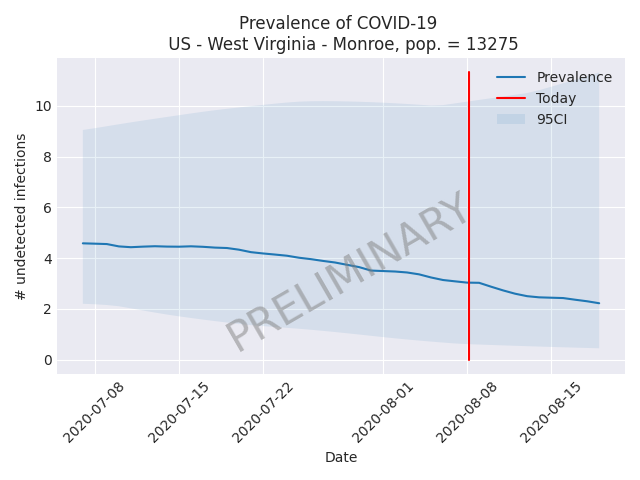 Prevalence of COVID-19
US - West Virginia - Monroe, pop. = 13275
Prevalence
Today
95CI
# undetected infections
10
8
6
4
2
0
PRELIMINARY
2020-07-08
2020-07-15
2020-07-22
2020-08-01
2020-08-08
2020-08-15
Date